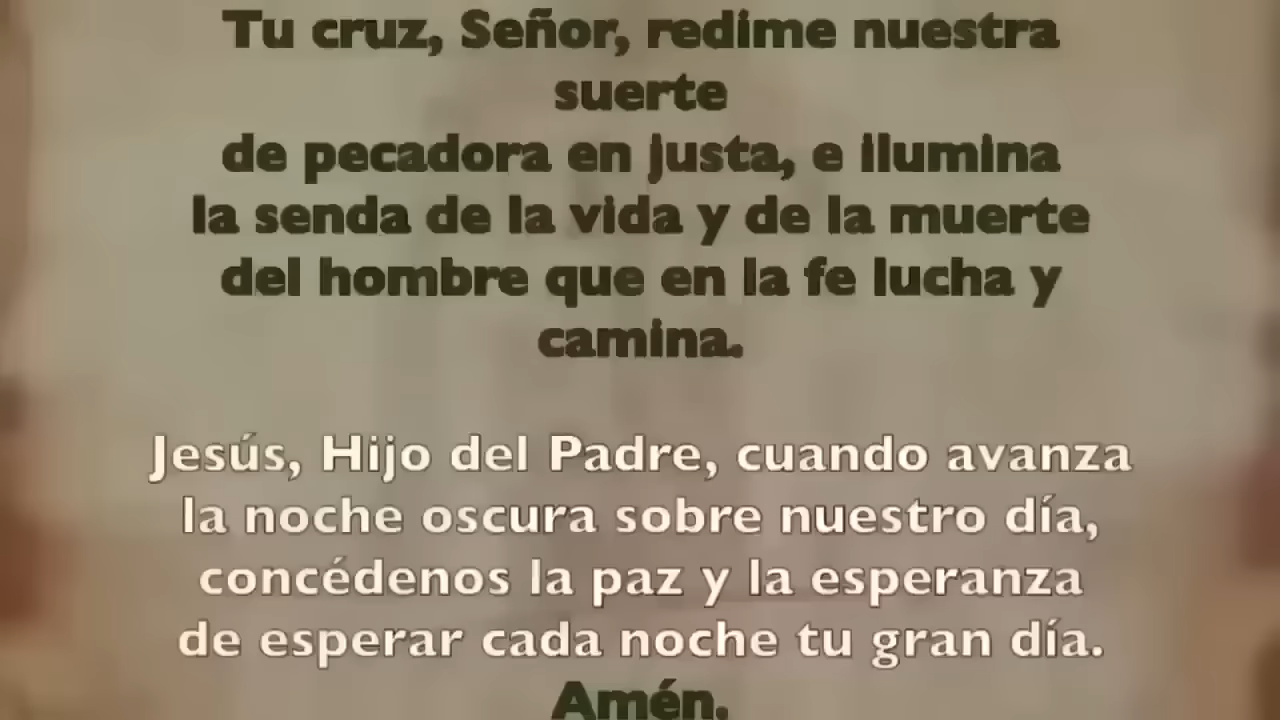 Tu cruz, Señor, redime nuestra
suerte
de pecadora en justa, e ilumina
la senda de la vida y de la muerte
del hombre que en la fe lucha y
camina.
Jesús, Hijo del Padre, cuando avanza
la noche oscura sobre nuestro día,
concédenos la paz y la esperanza
de esperar cada noche tu gran día.
Amén.